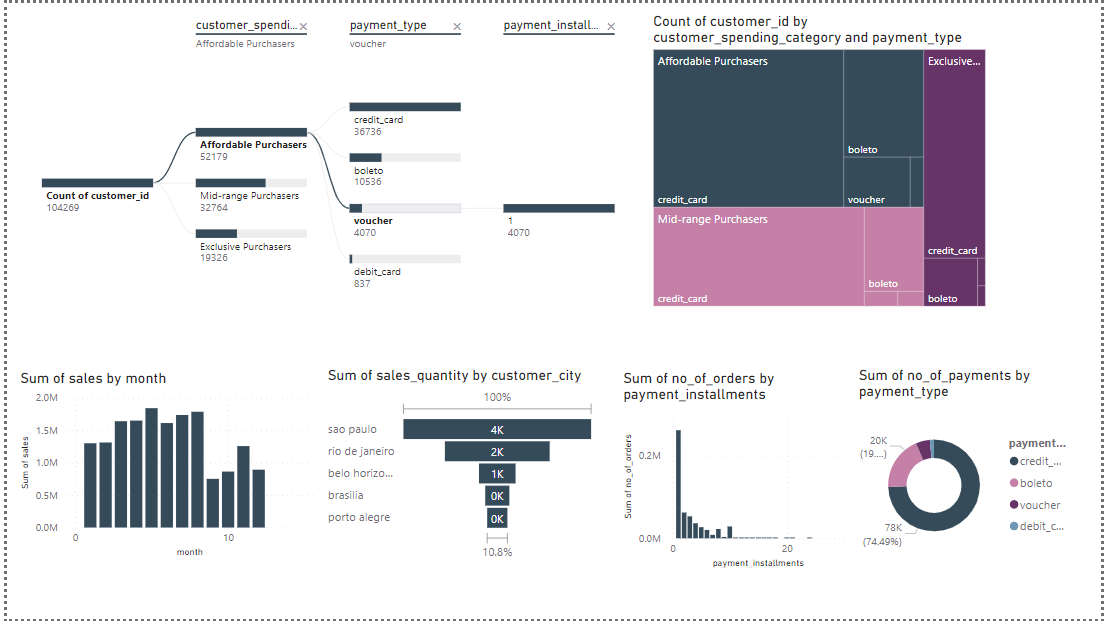 customer_spendi... ×
Affordable Purchasers
payment_type ×
voucher
payment_install... ×
Count of customer_id
104269
Affordable Purchasers
52179
Mid-range Purchasers
32764
Exclusive Purchasers
19326
credit_card
36736
boleto
10536
voucher
4070
debit_card
837
1
4070
Count of customer_id by
customer_spending_category and payment_type
Affordable Purchasers
credit_card
boleto
voucher
Mid-range Purchasers
credit_card
boleto
Exclusive...
credit_card
boleto
Sum of sales by month
Sum of sales
2.0M
1.5M
1.0M
0.5M
0.0M
0
10
month
Sum of sales_quantity by customer_city
100%
sao paulo
4K
rio de janeiro
2K
belo horizo...
1K
brasilia
0K
porto alegre
0K
10.8%
Sum of no_of_orders by
payment_installments
Sum of no_of_orders
0.2M
0.0M
0
20
payment_installments
Sum of no_of_payments by
payment_type
20K
(19....)
78K
(74.49%)
payment...
credit_...
boleto
voucher
debit_c...